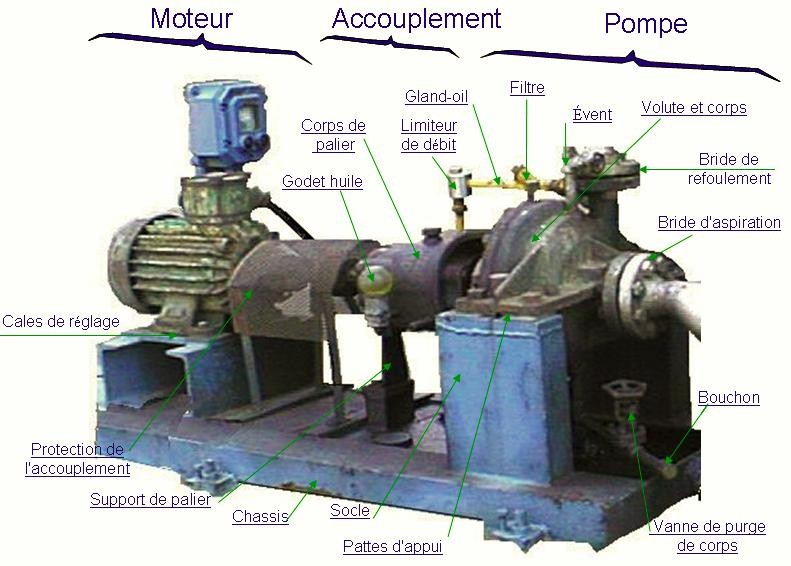 Moteur
Accouplement
Pompe
Gland-oil
Filtre
Évent
Volute et corps
Corps de
palier
Limiteur
de débit
Godet huile
Bride de
refoulement
Bride d'aspiration
Cales de réglage
Bouchon
Protection de
l'accouplement
Support de palier
Chassis
Socle
Pattes d'appui
Vanne de purge
de corps